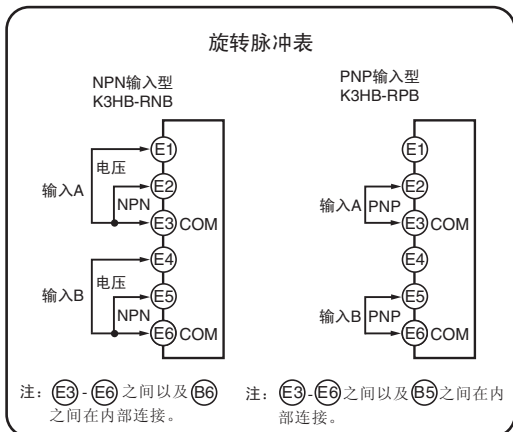 旋转脉冲表
NPN输入型
K3HB-RNB
E1
电压
E2
输入A
NPN
E3 COM
E4
电压
E5
输入B
NPN
E6 COM
注: E3 - E6 之间以及 B6
之间在内部连接。
PNP输入型
K3HB-RPB
E1
E2
输入A PNP
E3 COM
E4
E5
输入B PNP
E6 COM
注: E3 - E6 之间以及 B5 之间在内
部连接。